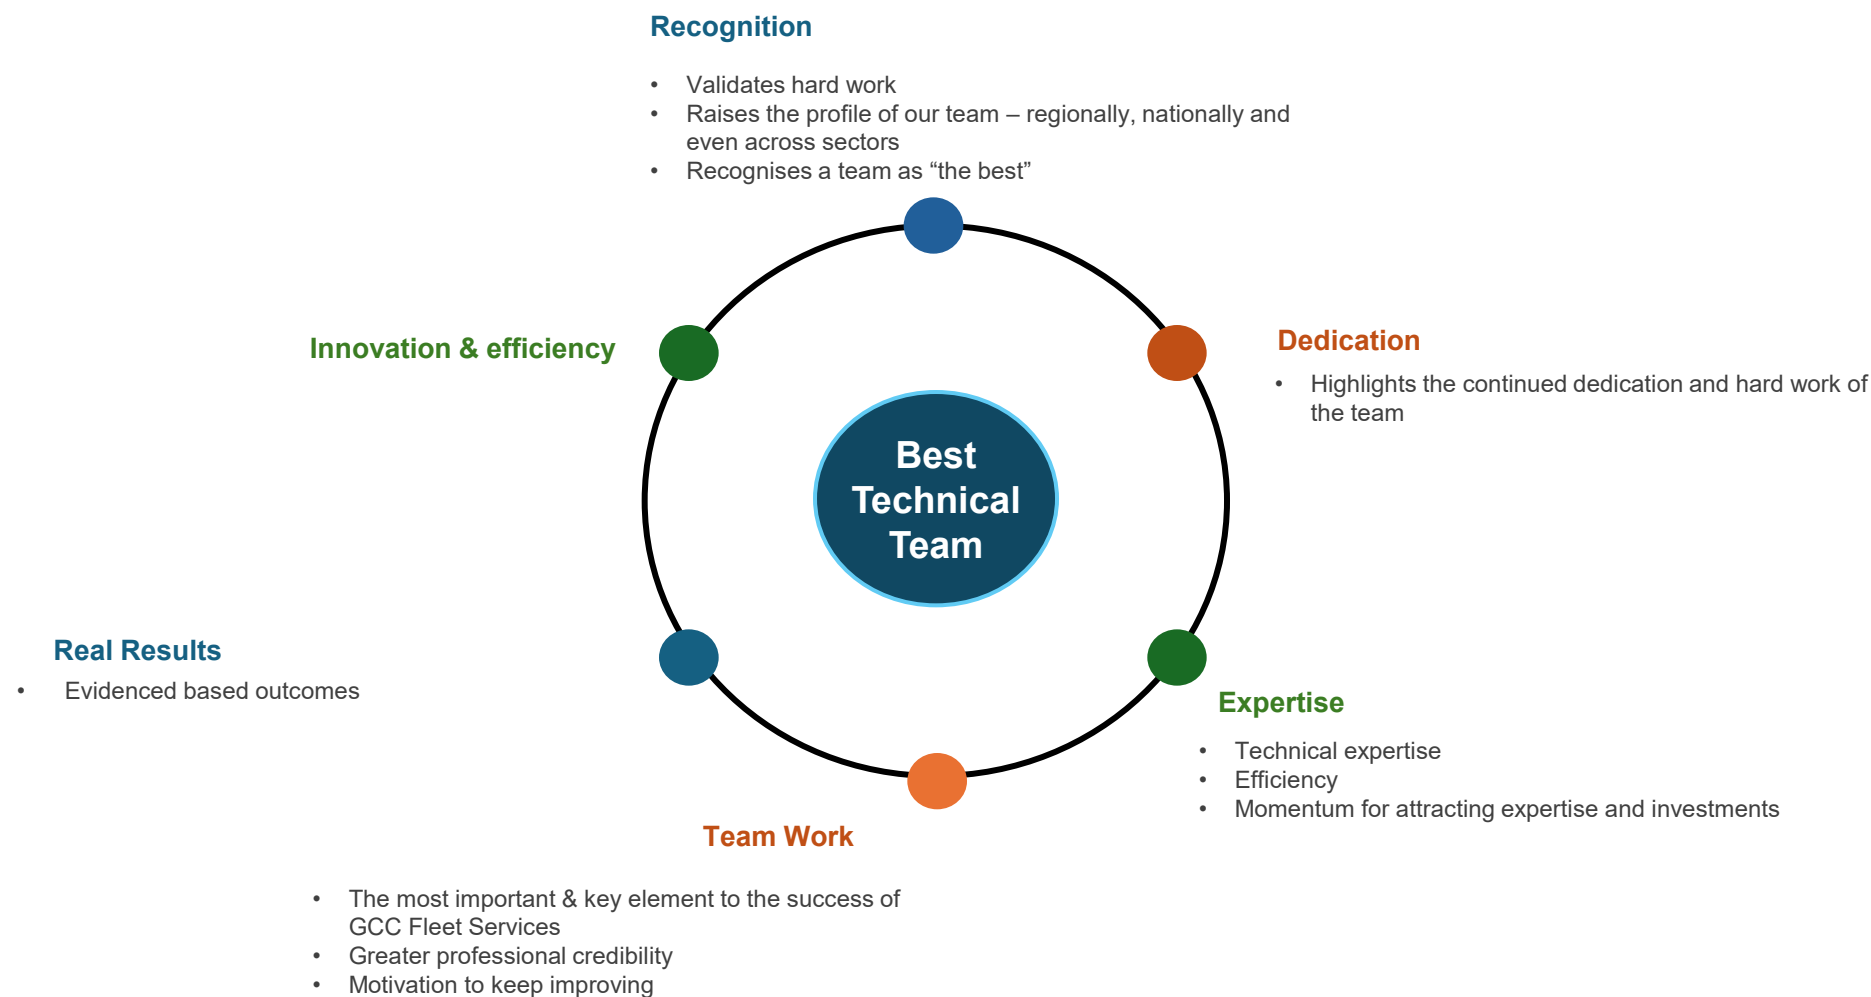 Recognition
• Validates hard work
• Raises the profile of our team – regionally, nationally and
even across sectors
• Recognises a team as “the best”
Innovation & efficiency
Dedication
• Highlights the continued dedication and hard work of
the team
Best
Technical
Team
Real Results
• Evidenced based outcomes
Expertise
• Technical expertise
• Efficiency
• Momentum for attracting expertise and investments
Team Work
• The most important & key element to the success of
GCC Fleet Services
• Greater professional credibility
• Motivation to keep improving